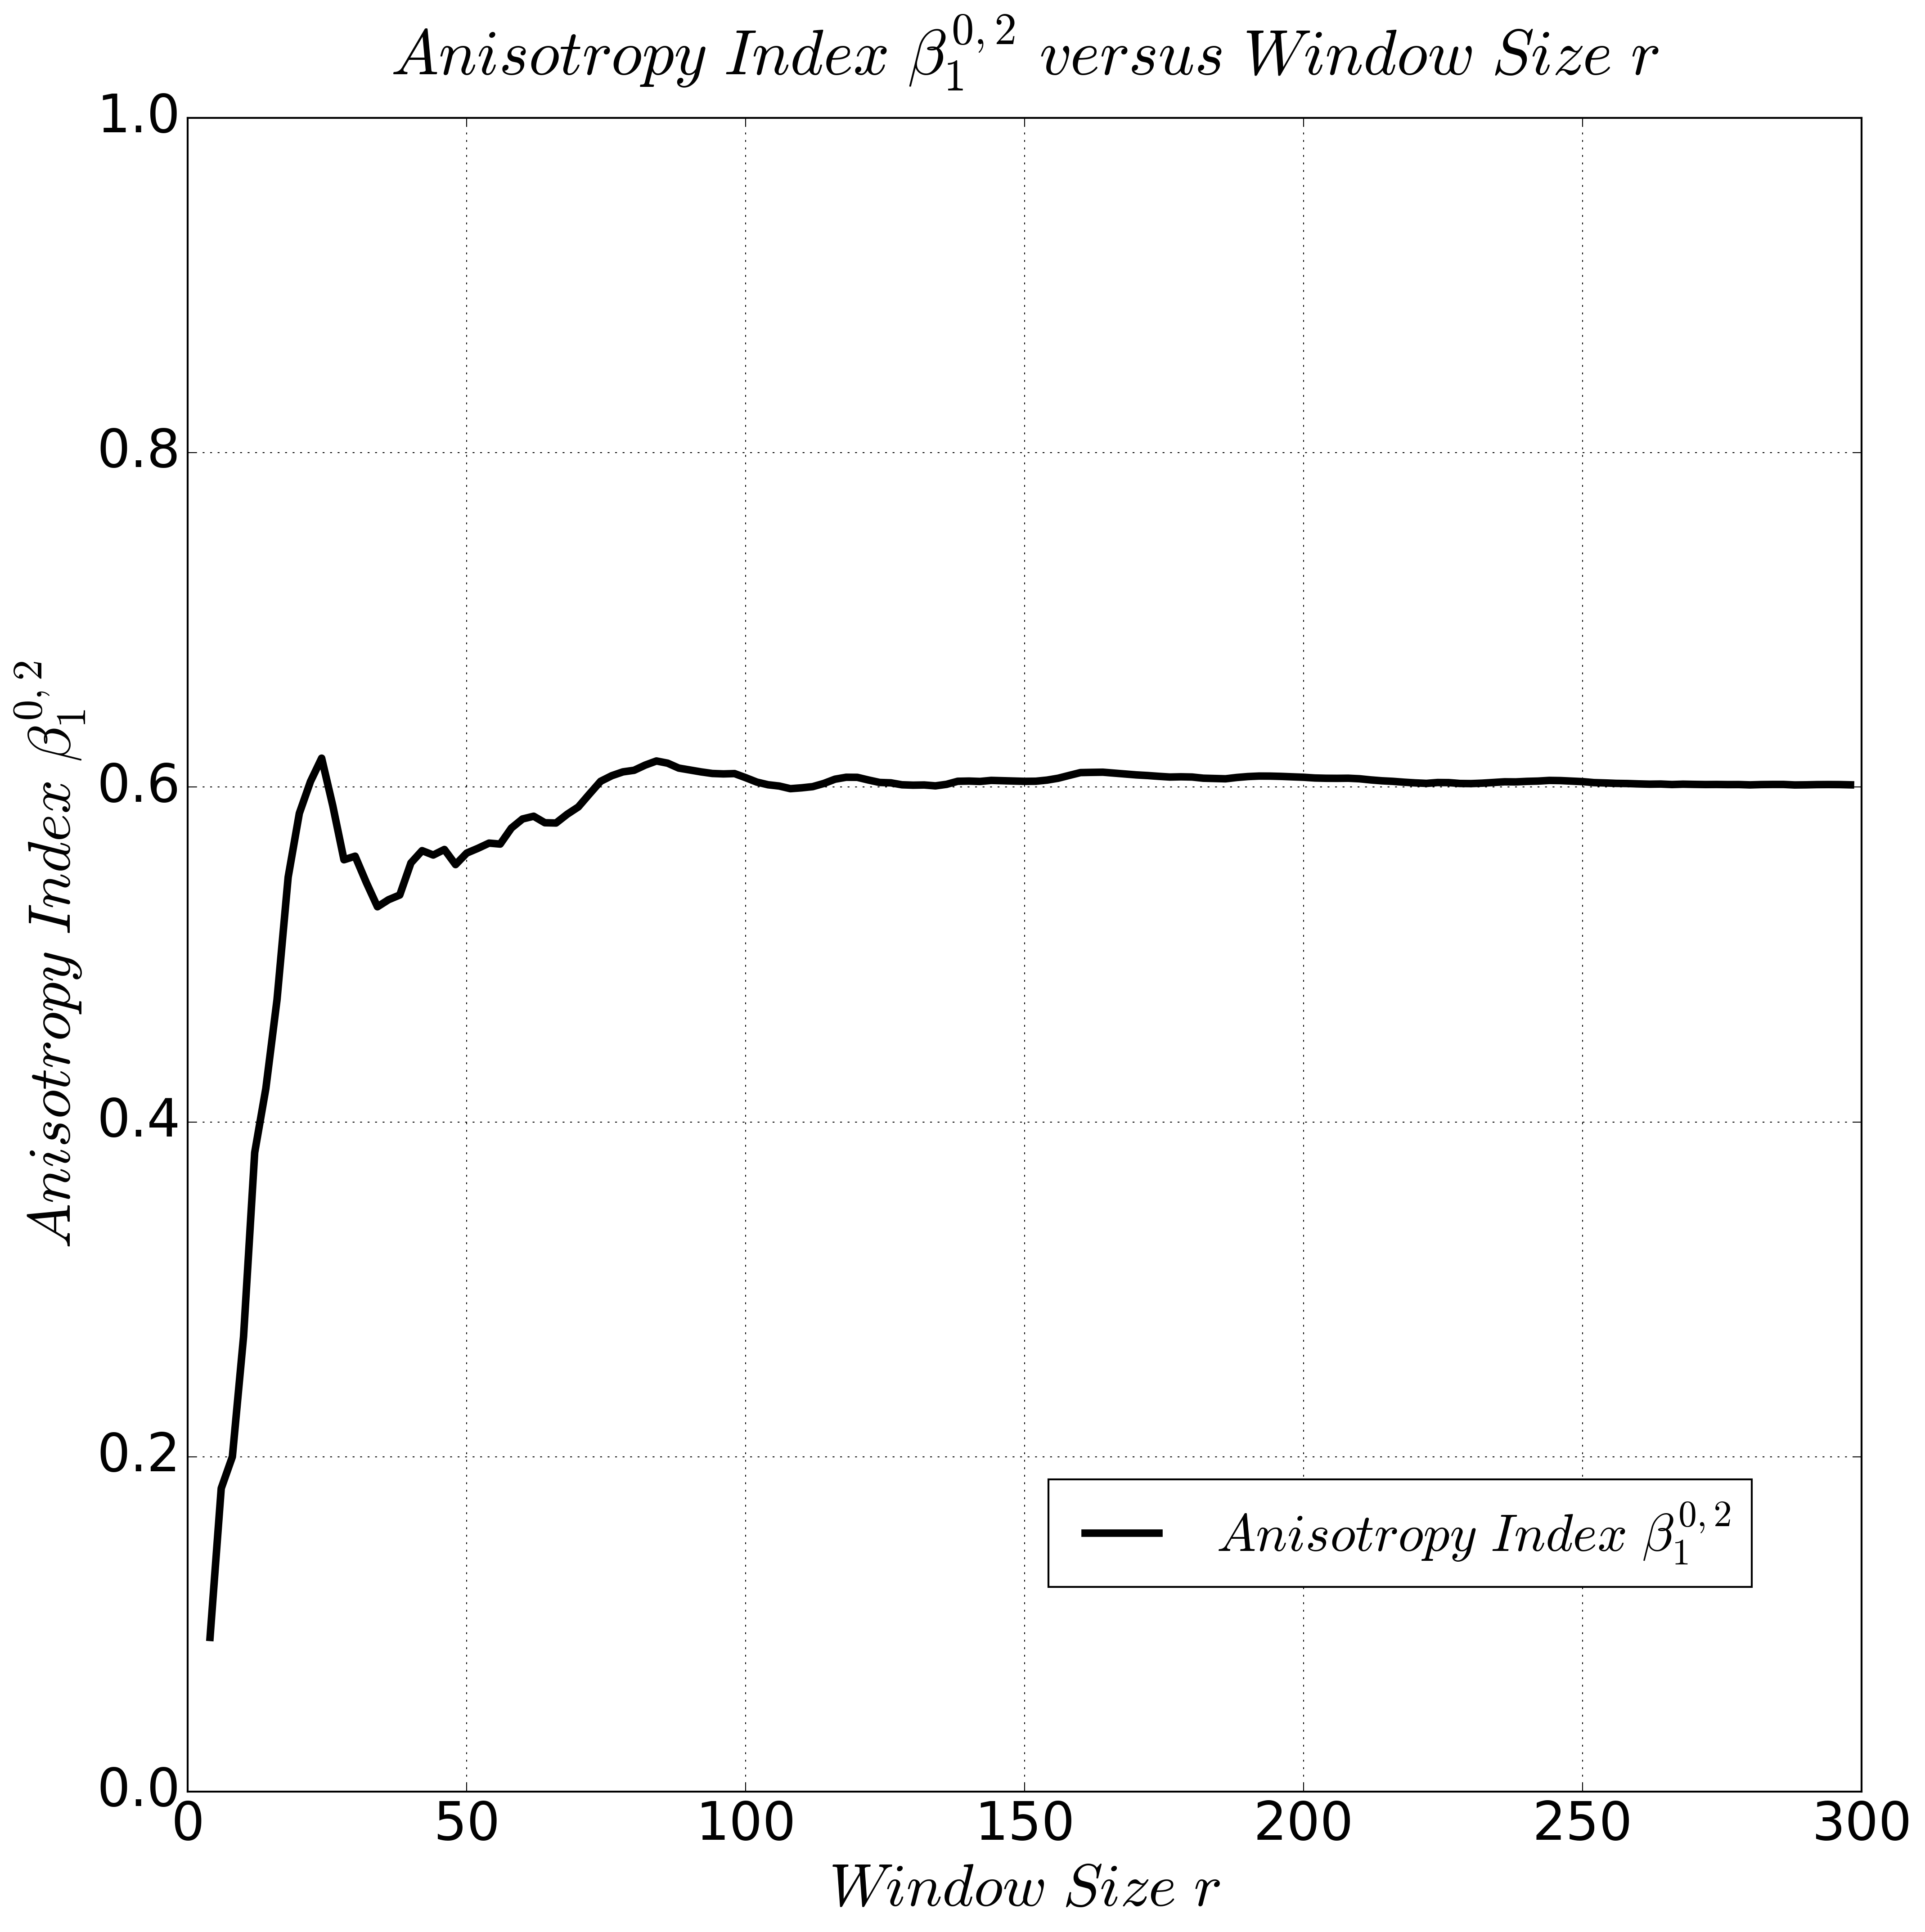 Anisotropy Index β₁^{0,2} versus Window Size r
1.0
0.8
0.6
0.4
0.2
0.0
Anisotropy Index β₁^{0,2}
Anisotropy Index β₁^{0,2}
0 50 100 150 200 250 300
Window Size r